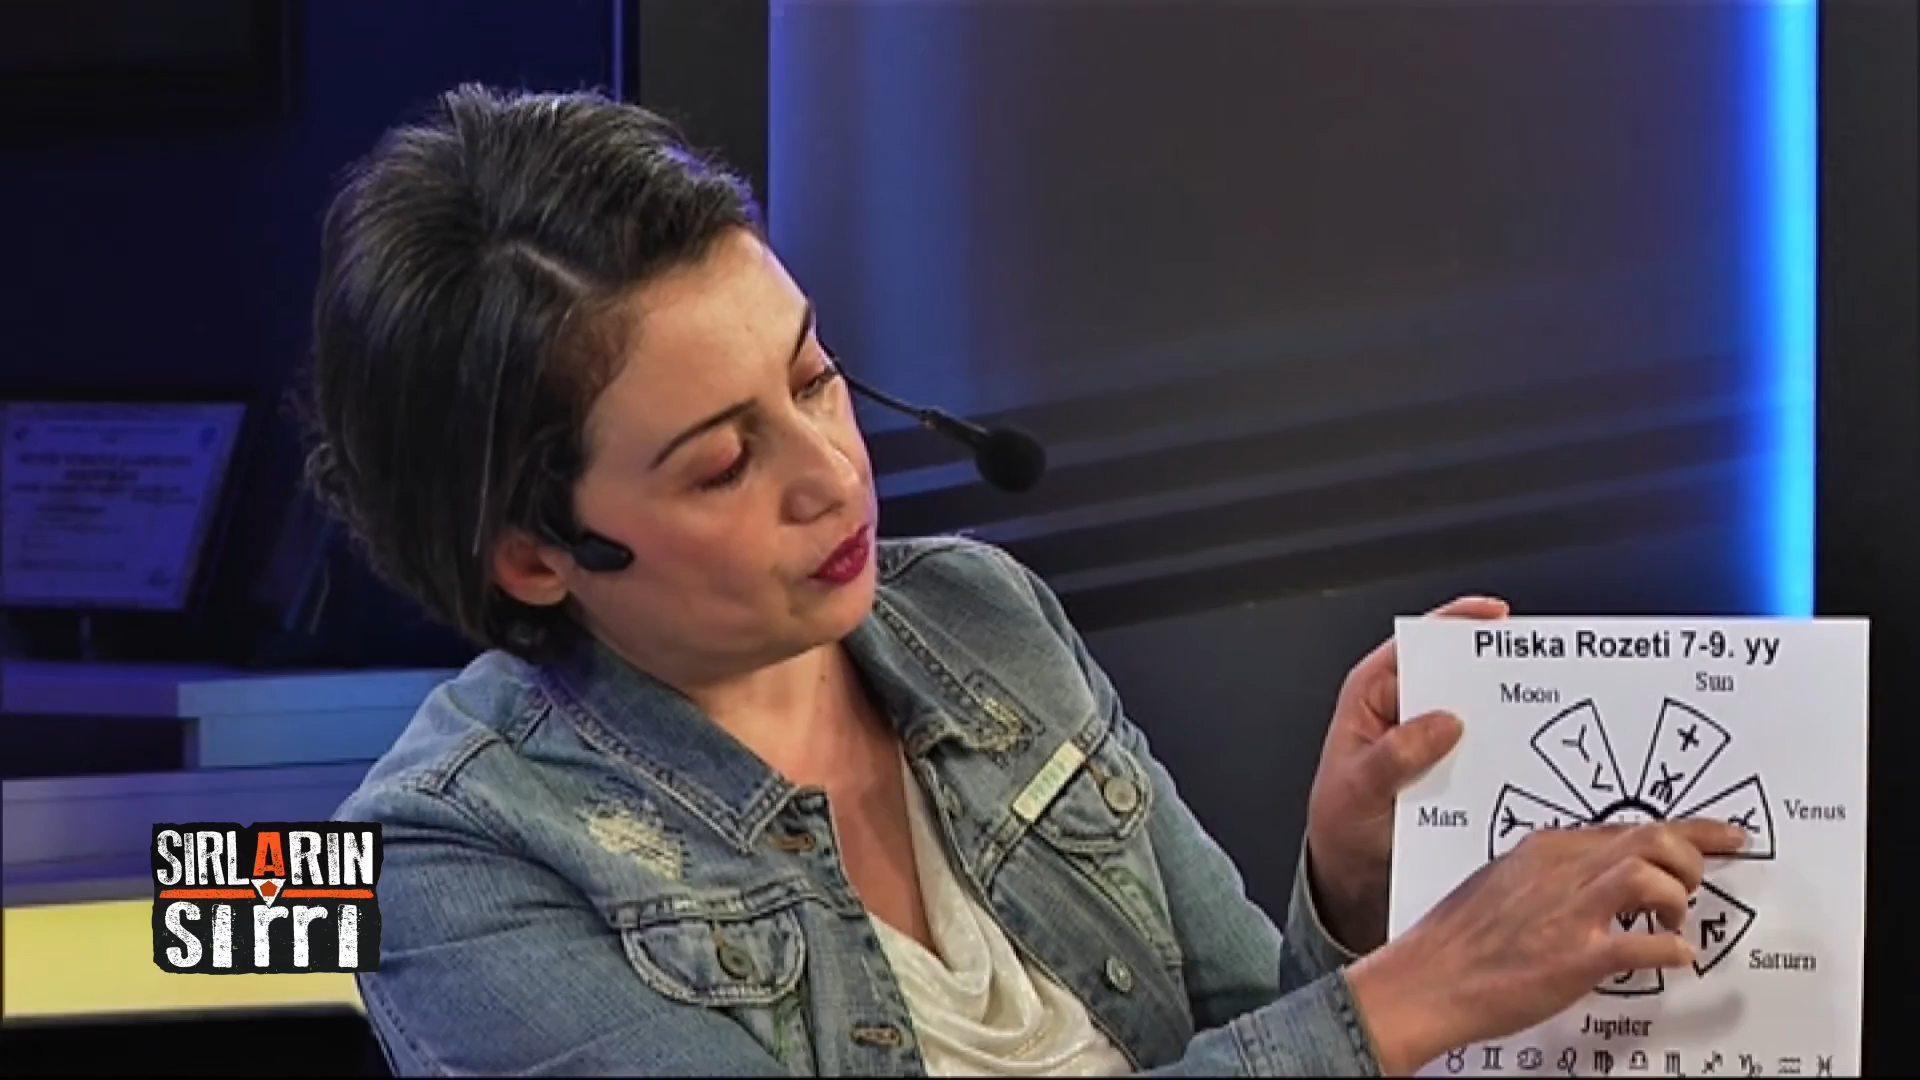 Pliska Rozeti 7-9. yy
Moon
Sun
Mars
Venus
Saturn
Jupiter
SIRLARIN
SIRRI